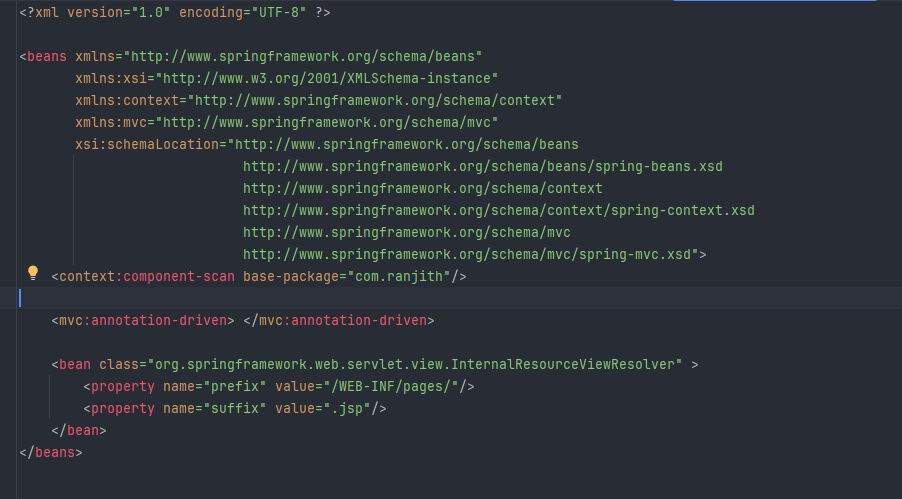 <?xml version="1.0" encoding="UTF-8" ?>
<beans xmlns="http://www.springframework.org/schema/beans"
xmlns:xsi="http://www.w3.org/2001/XMLSchema-instance"
xmlns:context="http://www.springframework.org/schema/context"
xmlns:mvc="http://www.springframework.org/schema/mvc"
xsi:schemaLocation="http://www.springframework.org/schema/beans
http://www.springframework.org/schema/beans/spring-beans.xsd
http://www.springframework.org/schema/context
http://www.springframework.org/schema/context/spring-context.xsd
http://www.springframework.org/schema/mvc
http://www.springframework.org/schema/mvc/spring-mvc.xsd">
<context:component-scan base-package="com.ranjith"/>
<mvc:annotation-driven> </mvc:annotation-driven>
<bean class="org.springframework.web.servlet.view.InternalResourceViewResolver" >
<property name="prefix" value="/WEB-INF/pages/"/>
<property name="suffix" value=".jsp"/>
</bean>
</beans>